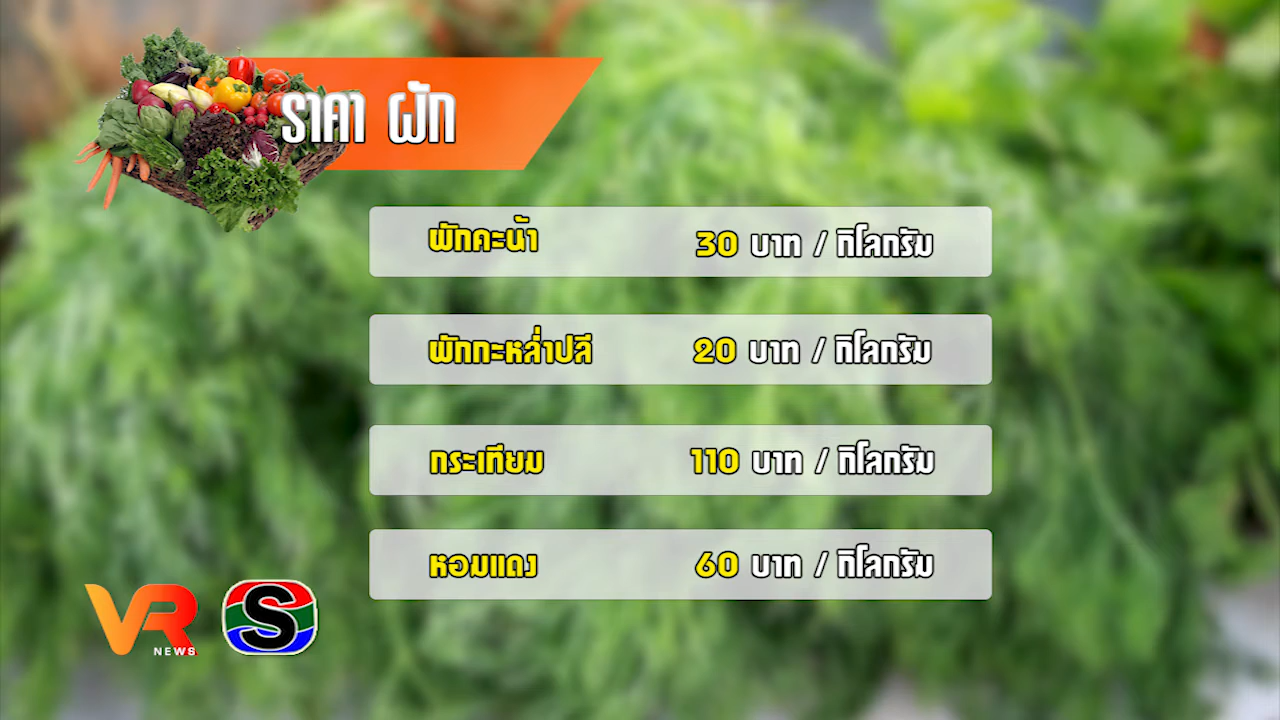 ราคา ผัก
ผักคะน้า 30 บาท / กิโลกรัม
ผักกะหล่ำปลี 20 บาท / กิโลกรัม
กระเทียม 110 บาท / กิโลกรัม
หอมแดง 60 บาท / กิโลกรัม
VR S
NEWS